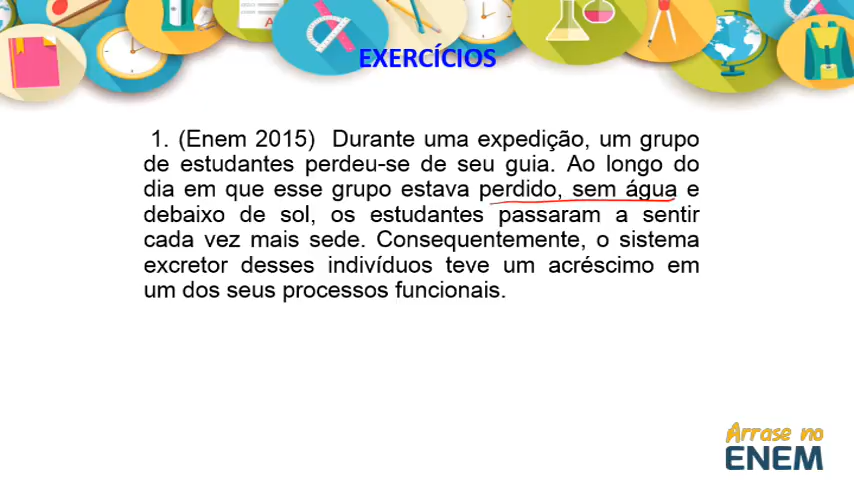 EXERCÍCIOS
1. (Enem 2015) Durante uma expedição, um grupo
de estudantes perdeu-se de seu guia. Ao longo do
dia em que esse grupo estava perdido, sem água e
debaixo de sol, os estudantes passaram a sentir
cada vez mais sede. Consequentemente, o sistema
excretor desses indivíduos teve um acréscimo em
um dos seus processos funcionais.
Arrase no
ENEM